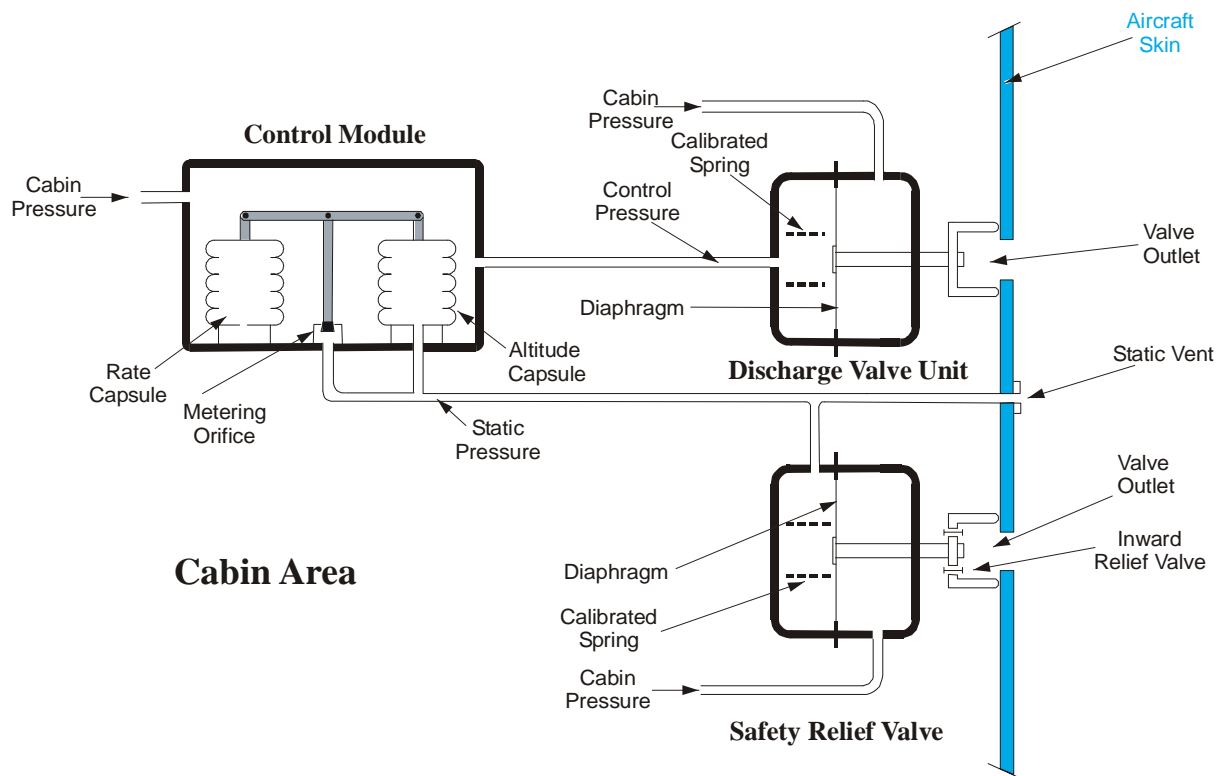 Aircraft
Skin
Cabin
Pressure
Control Module
Calibrated
Spring
Cabin
Pressure
Control
Pressure
Valve
Outlet
Diaphragm
Rate
Capsule
Metering
Orifice
Altitude
Capsule
Discharge Valve Unit
Static Vent
Static
Pressure
Valve
Outlet
Inward
Relief Valve
Cabin Area
Diaphragm
Calibrated
Spring
Cabin
Pressure
Safety Relief Valve